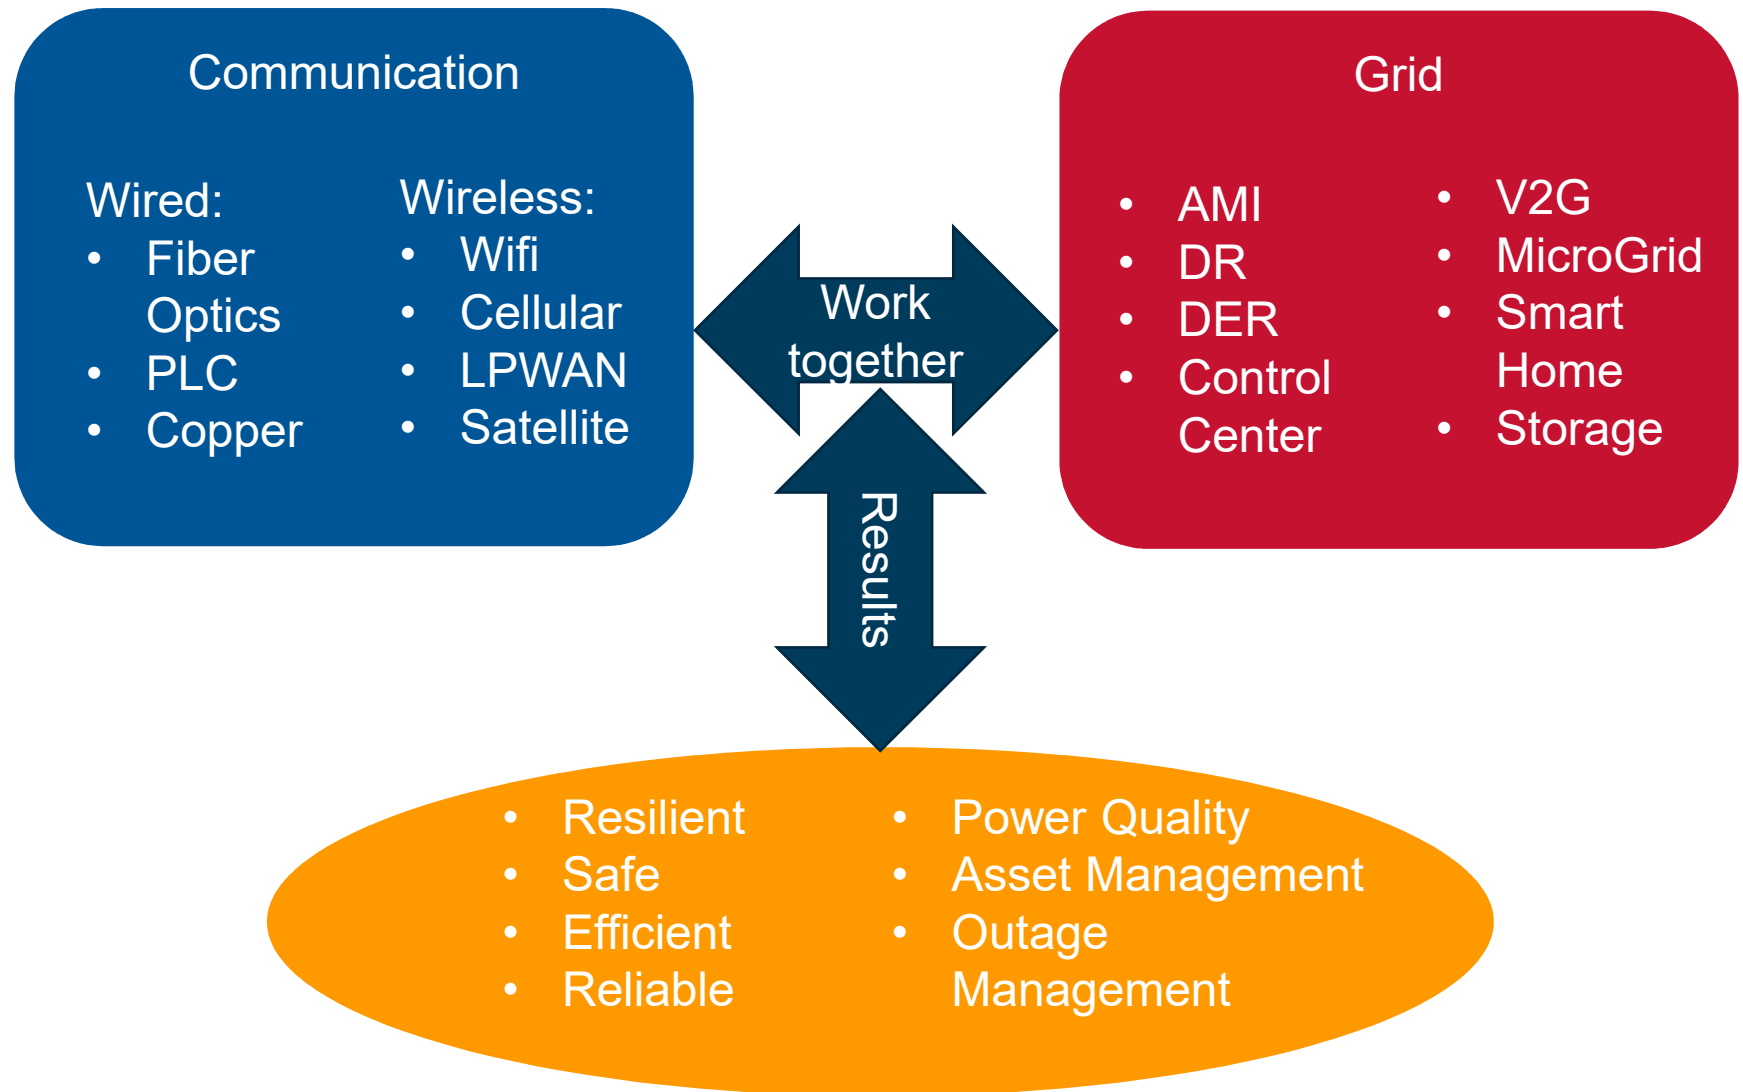 Communication
Wired:
• Fiber
Optics
• PLC
• Copper
Wireless:
• Wifi
• Cellular
• LPWAN
• Satellite
Work
together
Grid
• AMI
• DR
• DER
• Control
Center
• V2G
• MicroGrid
• Smart
Home
• Storage
Results
• Resilient
• Safe
• Efficient
• Reliable
• Power Quality
• Asset Management
• Outage
Management